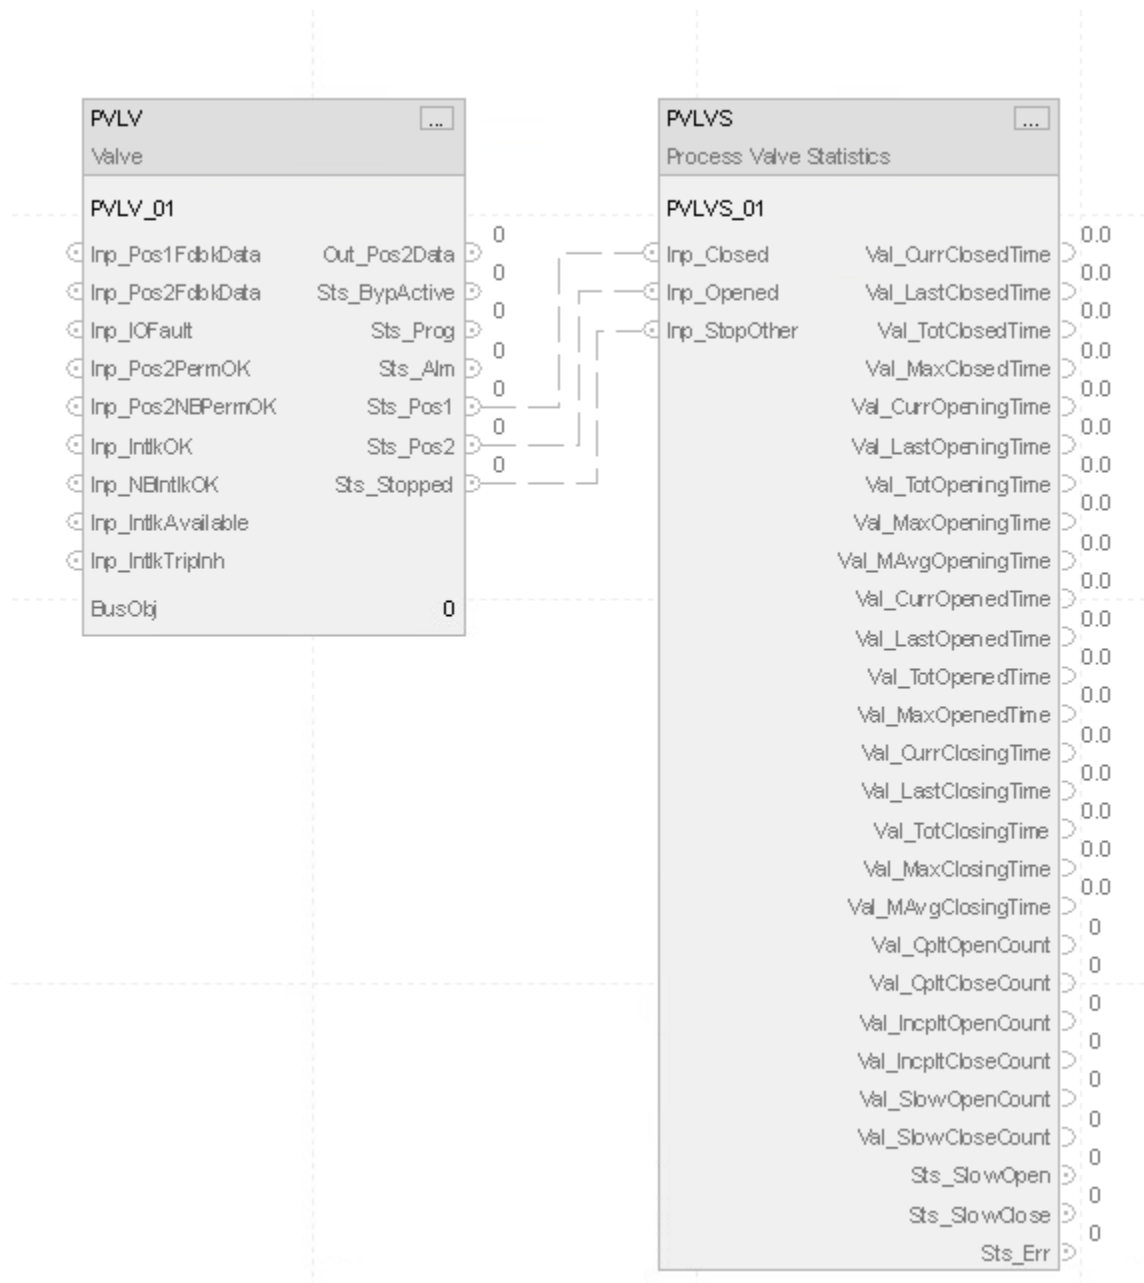 PVLV ...
Valve
PVLV_01
Inp_Pos1FdbkData Out_Pos2Data 0
Inp_Pos2FdbkData Sts_BypActive 0
Inp_IOFault Sts_Prog 0
Inp_Pos2PermOK Sts_Alm 0
Inp_Pos2NBPermOK Sts_Pos1 0
Inp_IntlkOK Sts_Pos2 0
Inp_NBIntlkOK Sts_Stopped 0
Inp_IntlkAvailable
Inp_IntlkTripInh
BusObj 0
PVLVS ...
Process Valve Statistics
PVLVS_01
Inp_Closed Val_CurrClosedTime 0.0
Inp_Opened Val_LastClosedTime 0.0
Inp_StopOther Val_TotClosedTime 0.0
Val_MaxClosedTime 0.0
Val_CurrOpeningTime 0.0
Val_LastOpeningTime 0.0
Val_TotOpeningTime 0.0
Val_MaxOpeningTime 0.0
Val_MAvgOpeningTime 0.0
Val_CurrOpenedTime 0.0
Val_LastOpenedTime 0.0
Val_TotOpenedTime 0.0
Val_MaxOpenedTime 0.0
Val_CurrClosingTime 0.0
Val_LastClosingTime 0.0
Val_TotClosingTime 0.0
Val_MaxClosingTime 0.0
Val_MAvgClosingTime 0.0
Val_CpltOpenCount 0
Val_CpltCloseCount 0
Val_IncpltOpenCount 0
Val_IncpltCloseCount 0
Val_SlowOpenCount 0
Val_SlowCloseCount 0
Sts_SlowOpen 0
Sts_SlowClose 0
Sts_Err 0